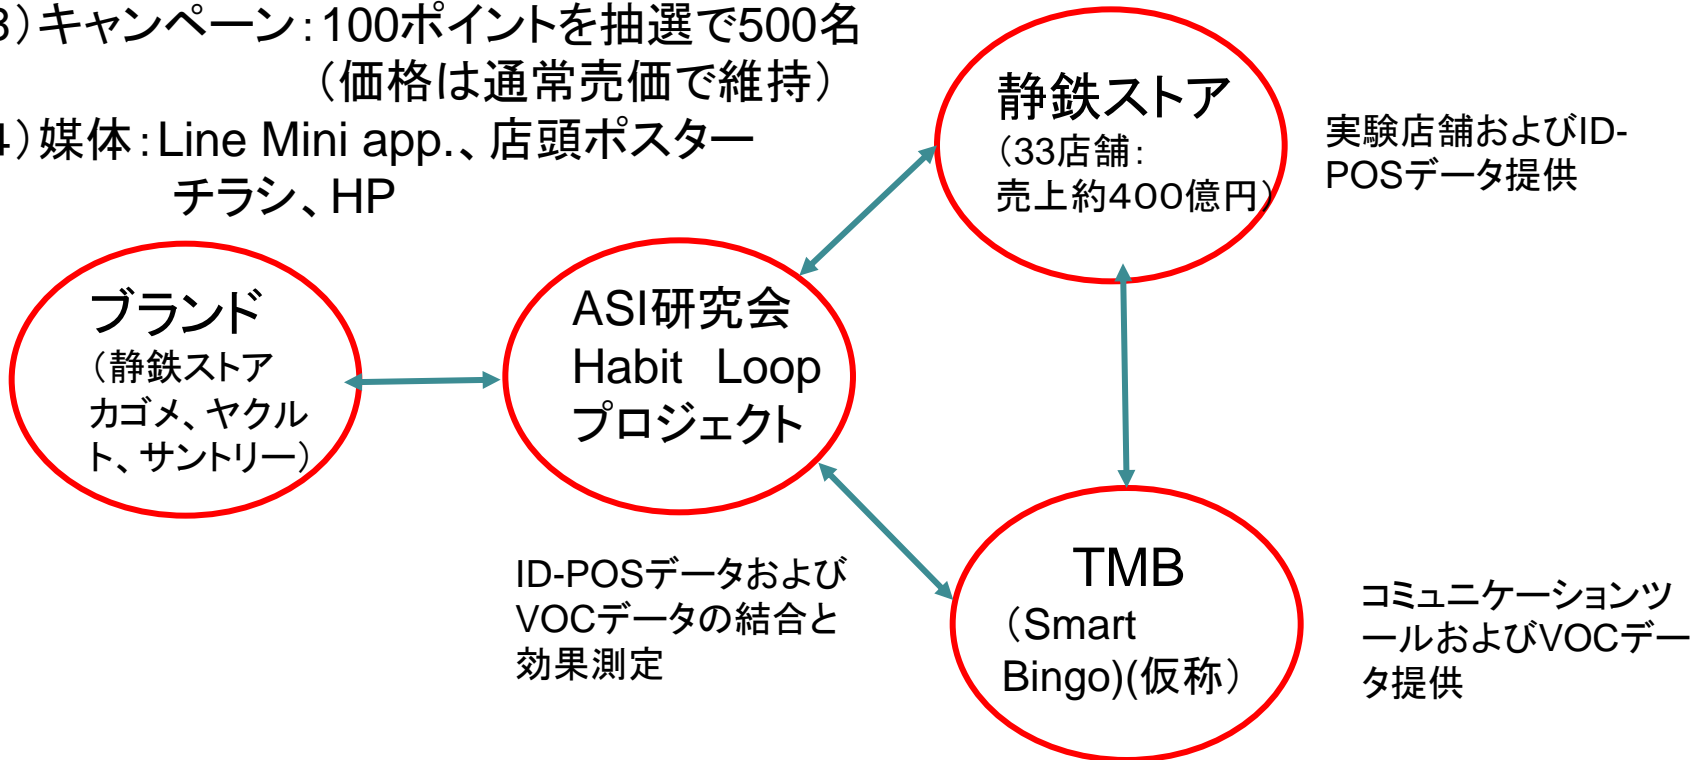 3）キャンペーン：100ポイントを抽選で500名
（価格は通常売価で維持）
4）媒体：Line Mini app.、店頭ポスター
チラシ、HP
静鉄ストア
（33店舗：
売上約４００億円）
実験店舗およびID-
POSデータ提供
ブランド
（静鉄ストア
カゴメ、ヤクル
ト、サントリー）
ASI研究会
Habit　Loop
プロジェクト
ID-POSデータおよび
VOCデータの結合と
効果測定
TMB
（Smart
Bingo)(仮称）
コミュニケーションツ
ールおよびVOCデー
タ提供